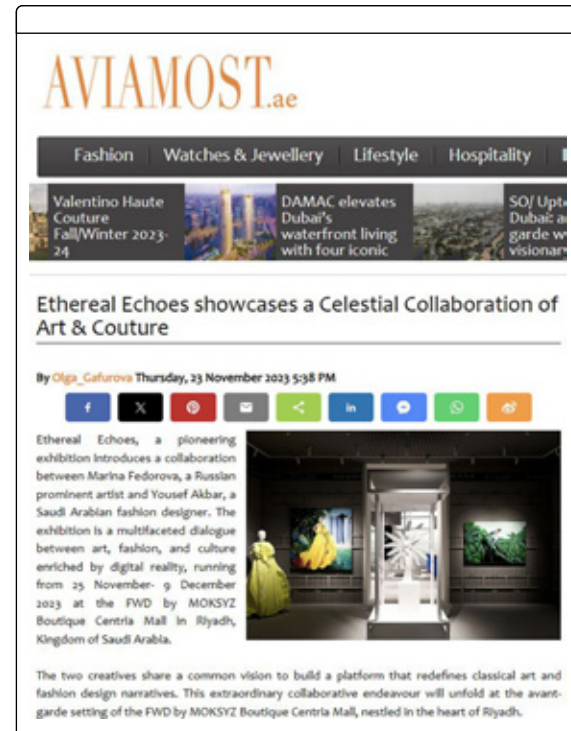 AVIAMOST.ae
Fashion Watches & Jewellery Lifestyle Hospitality
Valentino Haute
Couture
Fall/Winter 2023-
24
DAMAC elevates
Dubai's
waterfront living
with four iconic
SO/
Dubai:
garde
visionar
Ethereal Echoes showcases a Celestial Collaboration of
Art & Couture
By Olga_Gafurova Thursday, 23 November 2023 5:38 PM
Ethereal Echoes, a pioneering
exhibition introduces a collaboration
between Marina Fedorova, a Russian
prominent artist and Yousef Akbar, a
Saudi Arabian fashion designer. The
exhibition is a multifaceted dialogue
between art, fashion, and culture
enriched by digital reality, running
from 25 November- 9 December
2023 at the FWD by MOKSYZ
Boutique Centria Mall in Riyadh,
Kingdom of Saudi Arabia.
The two creatives share a common vision to build a platform that redefines classical art and
fashion design narratives. This extraordinary collaborative endeavour will unfold at the avant-
garde setting of the FWD by MOKSYZ Boutique Centria Mall, nestled in the heart of Riyadh.